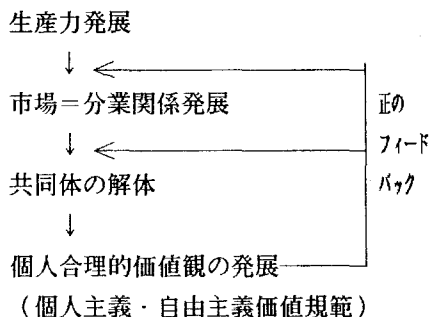 生産力発展
↓
市場＝分業関係発展
↓
共同体の解体
↓
個人合理的価値観の発展
（個人主義・自由主義価値規範）
正の
フィード
バック